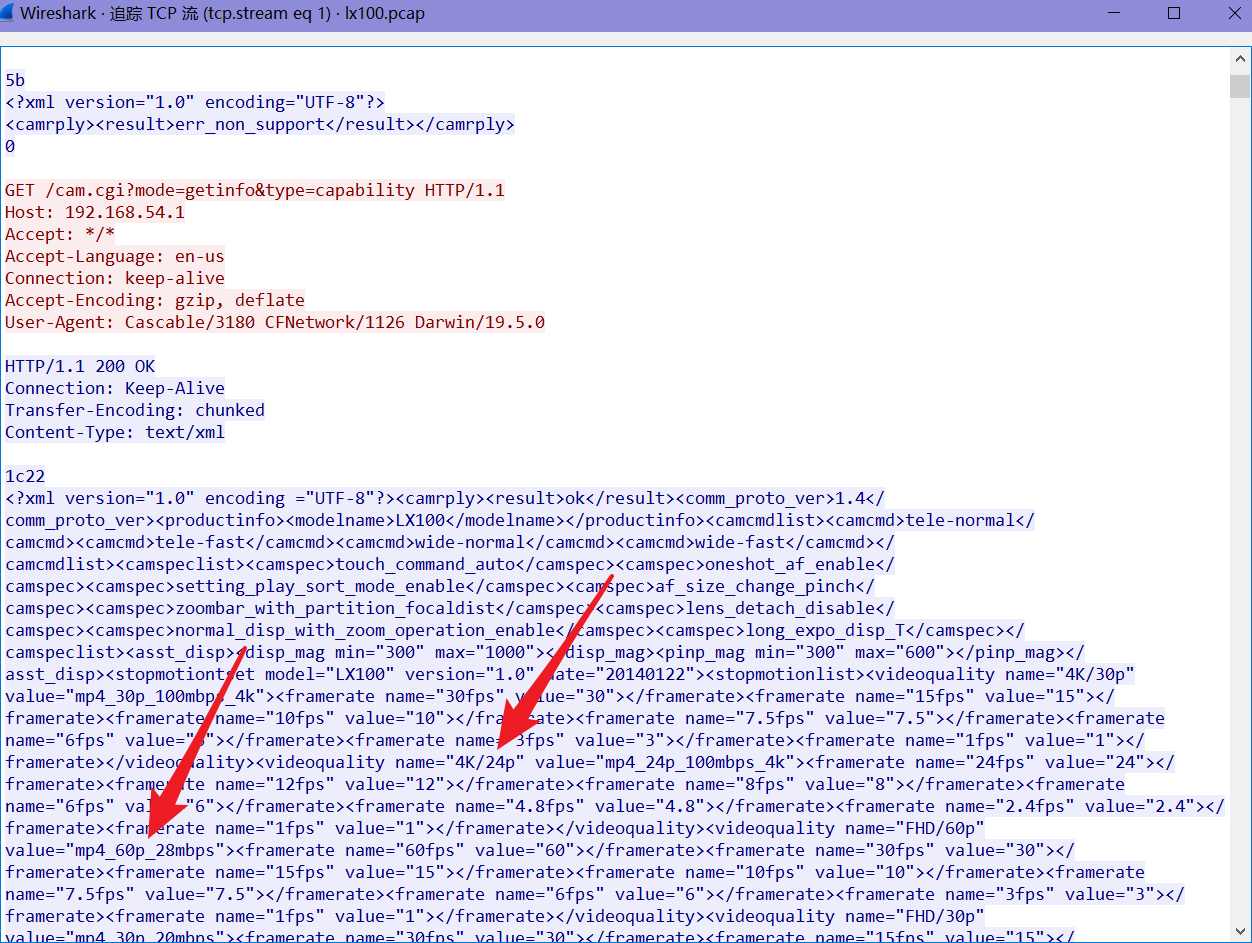 Wireshark · 追踪 TCP 流 (tcp.stream eq 1) · lx100.pcap
5b
<?xml version="1.0" encoding="UTF-8"?>
<camrply><result>err_non_support</result></camrply>
0
GET /cam.cgi?mode=getinfo&type=capability HTTP/1.1
Host: 192.168.54.1
Accept: */*
Accept-Language: en-us
Connection: keep-alive
Accept-Encoding: gzip, deflate
User-Agent: Cascable/3180 CFNetwork/1126 Darwin/19.5.0
HTTP/1.1 200 OK
Connection: Keep-Alive
Transfer-Encoding: chunked
Content-Type: text/xml
1c22
<?xml version="1.0" encoding ="UTF-8"?><camrply><result>ok</result><comm_proto_ver>1.4</
comm_proto_ver><productinfo><modelname>LX100</modelname></productinfo><camcmdlist><camcmd>tele-normal</
camcmd><camcmd>tele-fast</camcmd><camcmd>wide-normal</camcmd><camcmd>wide-fast</camcmd></
camcmdlist><camspeclist><camspec>touch_command_auto</camspec><camspec>oneshot_af_enable</
camspec><camspec>setting_play_sort_mode_enable</camspec><camspec>af_size_change_pinch</
camspec><camspec>zoombar_with_partition_focaldist</camspec><camspec>lens_detach_disable</
camspec><camspec>normal_disp_with_zoom_operation_enable</camspec><camspec>long_expo_disp_T</camspec></
camspeclist><asst_disp><disp_mag min="300" max="1000"></disp_mag><pinp_mag min="300" max="600"></pinp_mag></
asst_disp><stopmotiontset model="LX100" version="1.0" date="20140122"><stopmotionlist><videoquality name="4K/30p"
value="mp4_30p_100mbps_4k"><framerate name="30fps" value="30"></framerate><framerate name="15fps" value="15"></
framerate><framerate name="10fps" value="10"></framerate><framerate name="7.5fps" value="7.5"></framerate><framerate
name="6fps" value="6"></framerate><framerate name="3fps" value="3"></framerate><framerate name="1fps" value="1"></
framerate></videoquality><videoquality name="4K/24p" value="mp4_24p_100mbps_4k"><framerate name="24fps" value="24"></
framerate><framerate name="12fps" value="12"></framerate><framerate name="8fps" value="8"></framerate><framerate
name="6fps" value="6"></framerate><framerate name="4.8fps" value="4.8"></framerate><framerate name="2.4fps" value="2.4"></
framerate><framerate name="1fps" value="1"></framerate></videoquality><videoquality name="FHD/60p"
value="mp4_60p_28mbps"><framerate name="60fps" value="60"></framerate><framerate name="30fps" value="30"></
framerate><framerate name="15fps" value="15"></framerate><framerate name="10fps" value="10"></framerate><framerate
name="7.5fps" value="7.5"></framerate><framerate name="6fps" value="6"></framerate><framerate name="3fps" value="3"></
framerate><framerate name="1fps" value="1"></framerate></videoquality><videoquality name="FHD/30p"
value="mp4_30p_20mbps"><framerate name="30fps" value="30"></framerate><framerate name="15fps" value="15"></